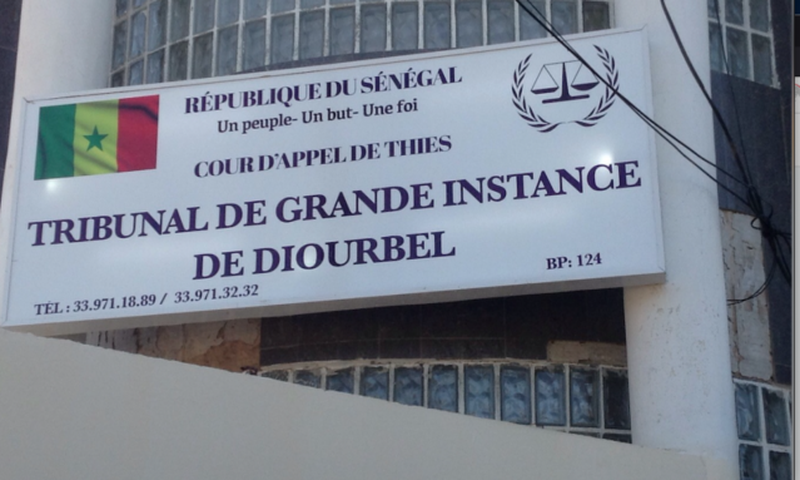 RÉPUBLIQUE DU SÉNÉGAL
Un peuple- Un but- Une foi
COUR D'APPEL DE THIES
TRIBUNAL DE GRANDE INSTANCE
DE DIOURBEL
BP: 124
TÉL : 33.971.18.89 / 33.971.32.32